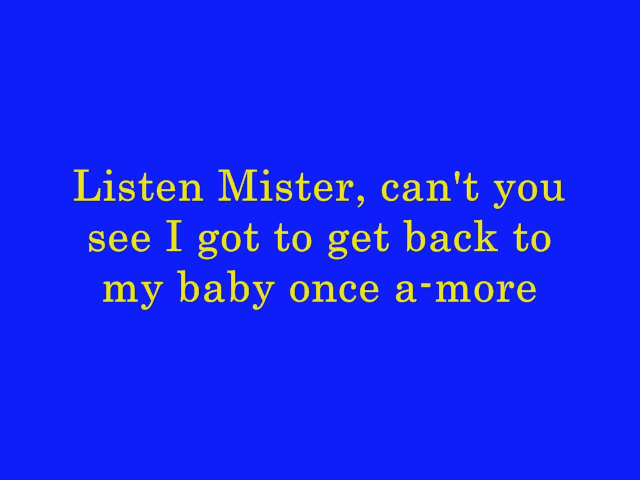 Listen Mister, can't you
see I got to get back to
my baby once a-more